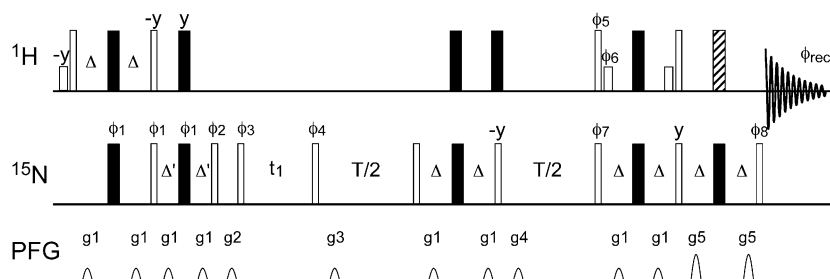 -y y ϕ5
¹H -y Δ Δ ϕ6 ϕrec
ϕ1 ϕ1 ϕ1 ϕ2 ϕ3 ϕ4 -y ϕ7 y ϕ8
¹⁵N Δ' Δ' t₁ T/2 Δ Δ T/2 Δ Δ Δ Δ
g1 g1 g1 g1 g2 g3 g1 g1 g4 g1 g1 g5 g5
PFG